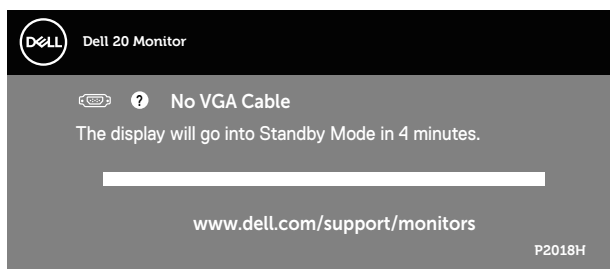 DELL
Dell 20 Monitor
? No VGA Cable
The display will go into Standby Mode in 4 minutes.
www.dell.com/support/monitors
P2018H